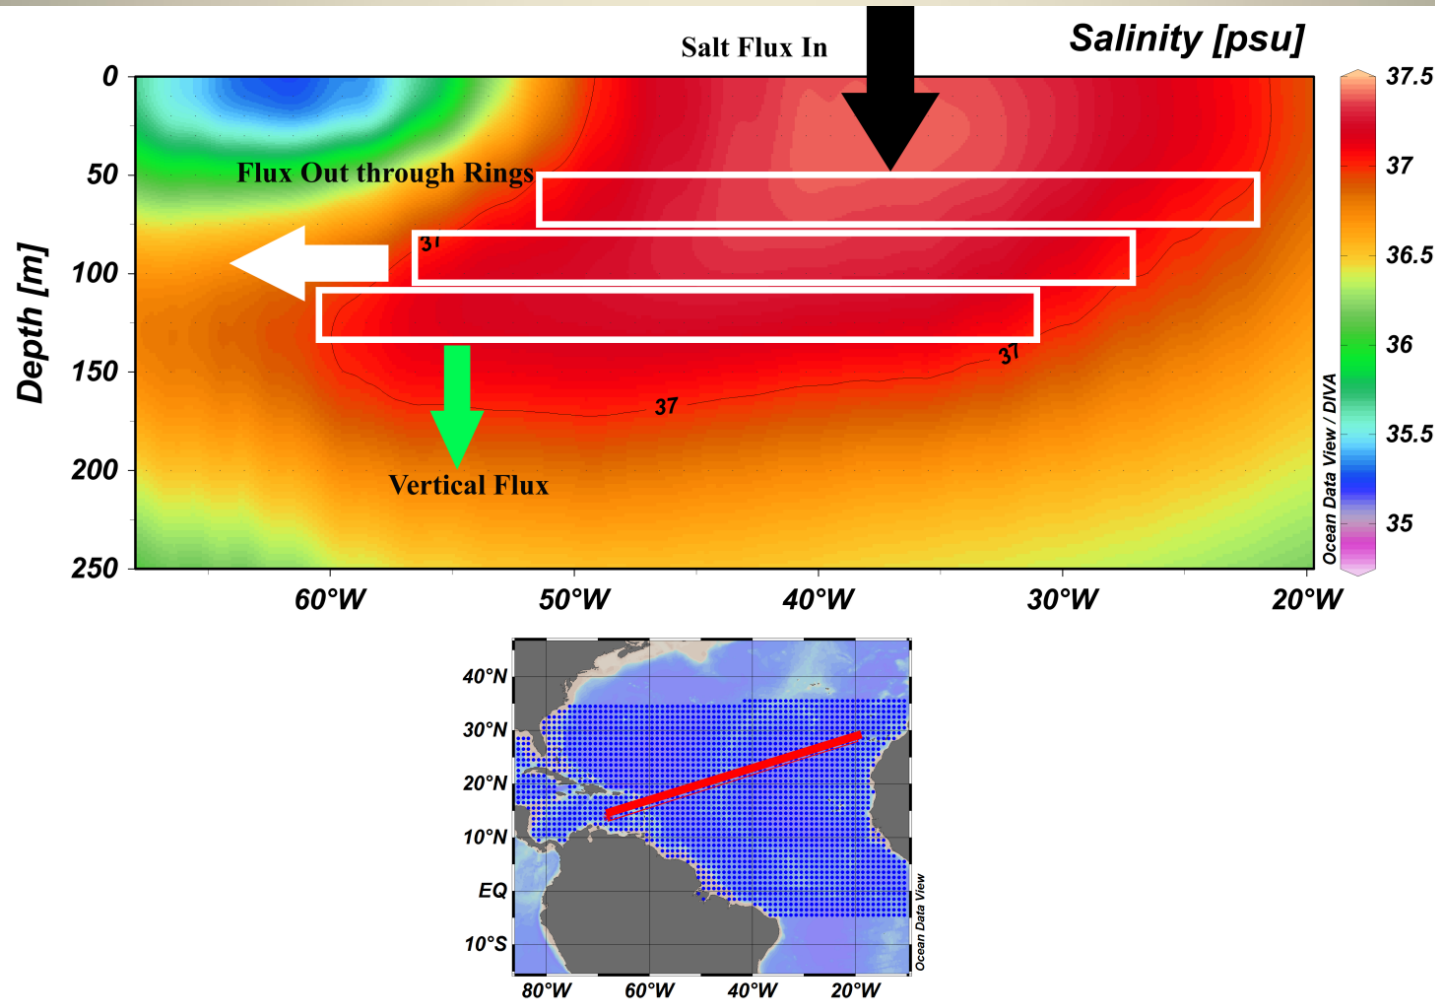 Salt Flux In
Salinity [psu]
Flux Out through Rings
Vertical Flux
Depth [m]
0
50
100
150
200
250
60°W
50°W
40°W
30°W
20°W
37
37
37
37.5
37
36.5
36
35.5
35
Ocean Data View / DIVA
40°N
30°N
20°N
10°N
EQ
10°S
80°W
60°W
40°W
20°W
Ocean Data View